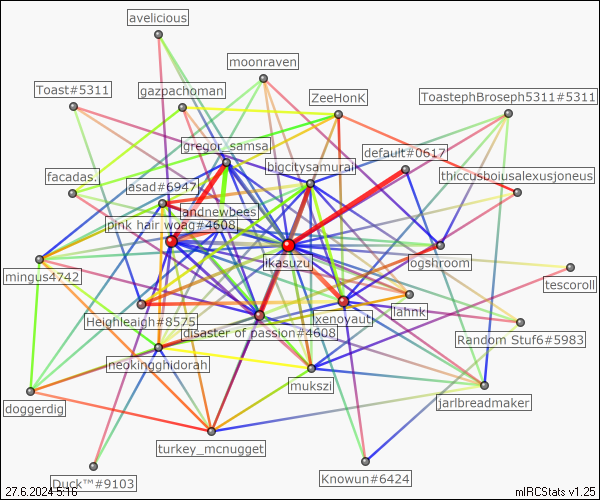 avelicious
moonraven
Toast#5311
gazpachoman
ZeeHonK
ToastephBroseph5311#5311
gregor_samsa
default#0617
bigcitysamurai
facadas.
asad#6947
thiccusboiusalexusjoneus
andnewbees
pink hair woag#4608
ikasuzu
ogshroom
mingus4742
tescoroll
lahnk
Heighleigh#8575
xenovaut
disaster of passion#4608
Random Stuf6#5983
neokingghidorah
mukszi
doggerdig
jarlbreadmaker
turkey_mcnugget
Duck™#9103
Knowun#6424
27.6.2024 5:16
mIRCStats v1.25